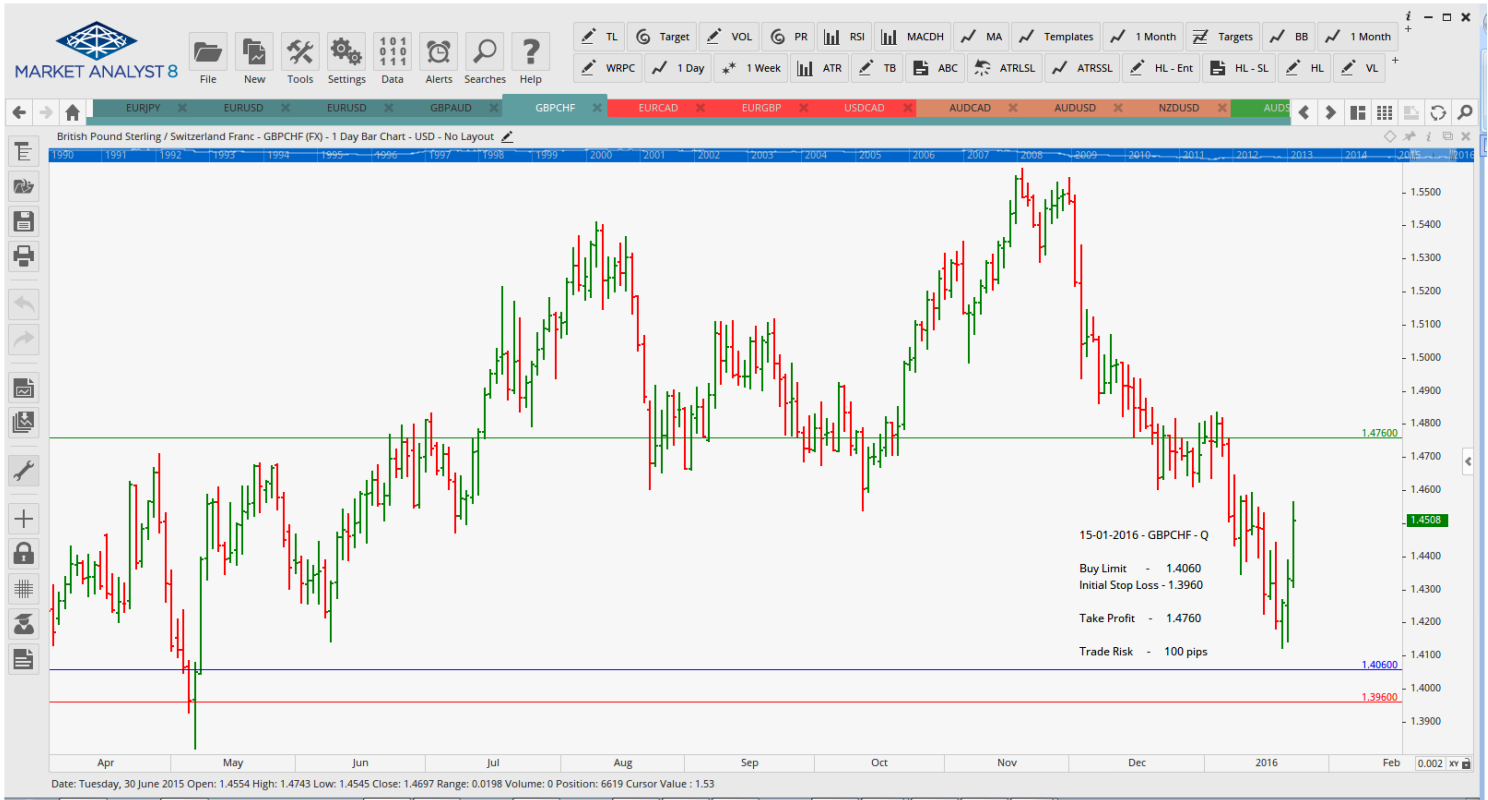 i
TL Target VOL PR RSI MACDH MA Templates 1 Month Targets BB 1 Month
MARKET ANALYST 8
File New Tools Settings Data Alerts Searches Help
WRPC 1 Day 1 Week ATR TB ABC ATRLSL ATRSSL HL - Ent HL - SL HL VL
EURJPY EURUSD EURUSD GBPAUD GBPCHF EURCAD EURGBP USDCAD AUDCAD AUDUSD NZDUSD AUDS
British Pound Sterling / Switzerland Franc - GBPCHF (FX) - 1 Day Bar Chart - USD - No Layout
1990 1991 1992 1993 1994 1995 1996 1997 1998 1999 2000 2001 2002 2003 2004 2005 2006 2007 2008 2009 2010 2011 2012 2013 2014 2015 2016
1.5500
1.5400
1.5300
1.5200
1.5100
1.5000
1.4900
1.4800
1.47600
1.4700
1.4600
1.4508
15-01-2016 - GBPCHF - Q
1.4400
Buy Limit - 1.4060
Initial Stop Loss - 1.3960
1.4300
Take Profit - 1.4760
1.4200
Trade Risk - 100 pips
1.4100
1.40600
1.4000
1.39600
1.3900
Apr May Jun Jul Aug Sep Oct Nov Dec 2016 Feb 0.002 XY
Date: Tuesday, 30 June 2015 Open: 1.4554 High: 1.4743 Low: 1.4545 Close: 1.4697 Range: 0.0198 Volume: 0 Position: 6619 Cursor Value : 1.53